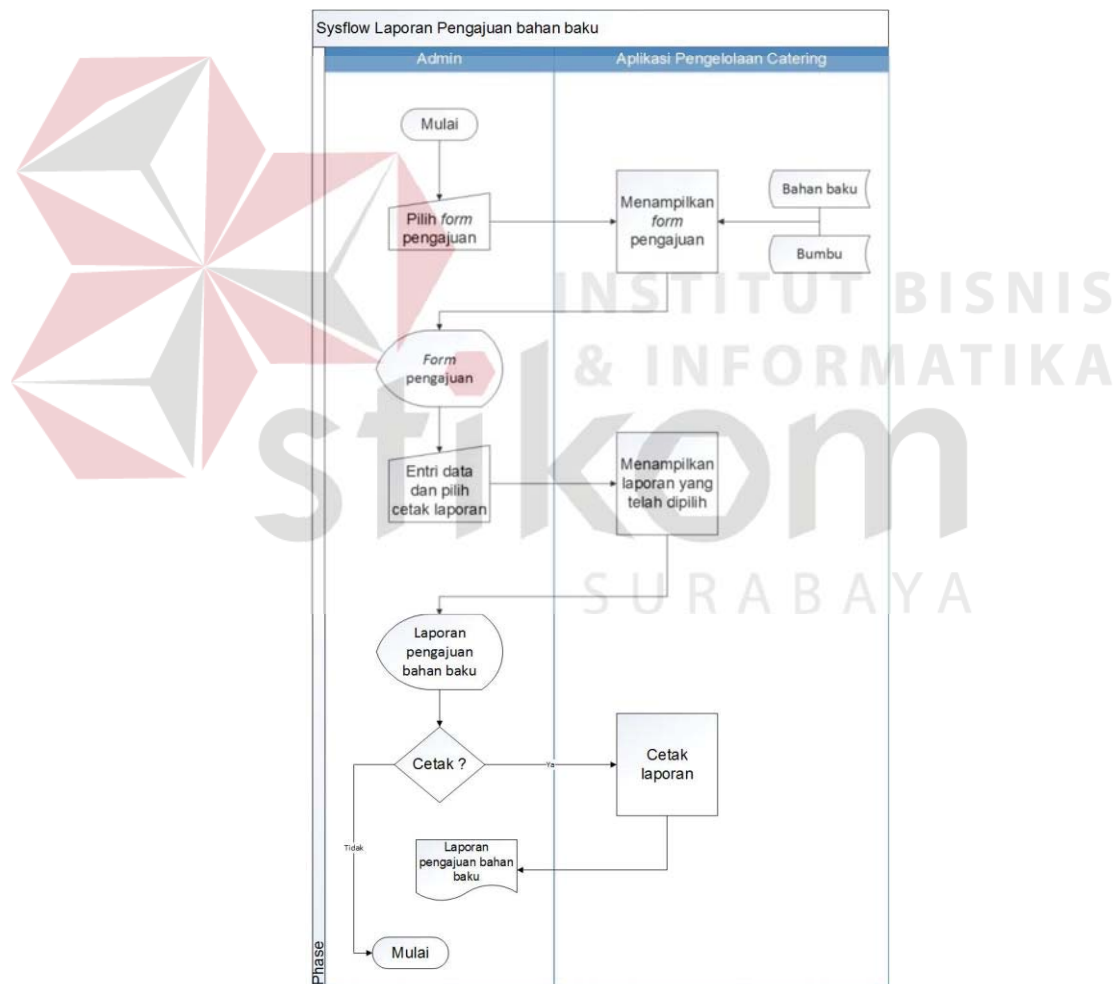 Sysflow Laporan Pengajuan bahan baku
Admin
Aplikasi Pengelolaan Catering
Mulai
Pilih form
pengajuan
Menampilkan
form
pengajuan
Bahan baku
Bumbu
INSTITUT BISNIS
& INFORMATIKA
Form
pengajuan
stikom
Entri data
dan pilih
cetak laporan
Menampilkan
laporan yang
telah dipilih
SURABAYA
Laporan
pengajuan
bahan baku
Cetak ?
Ya
Cetak
laporan
Tidak
Laporan
pengajuan bahan
baku
Mulai
Phase